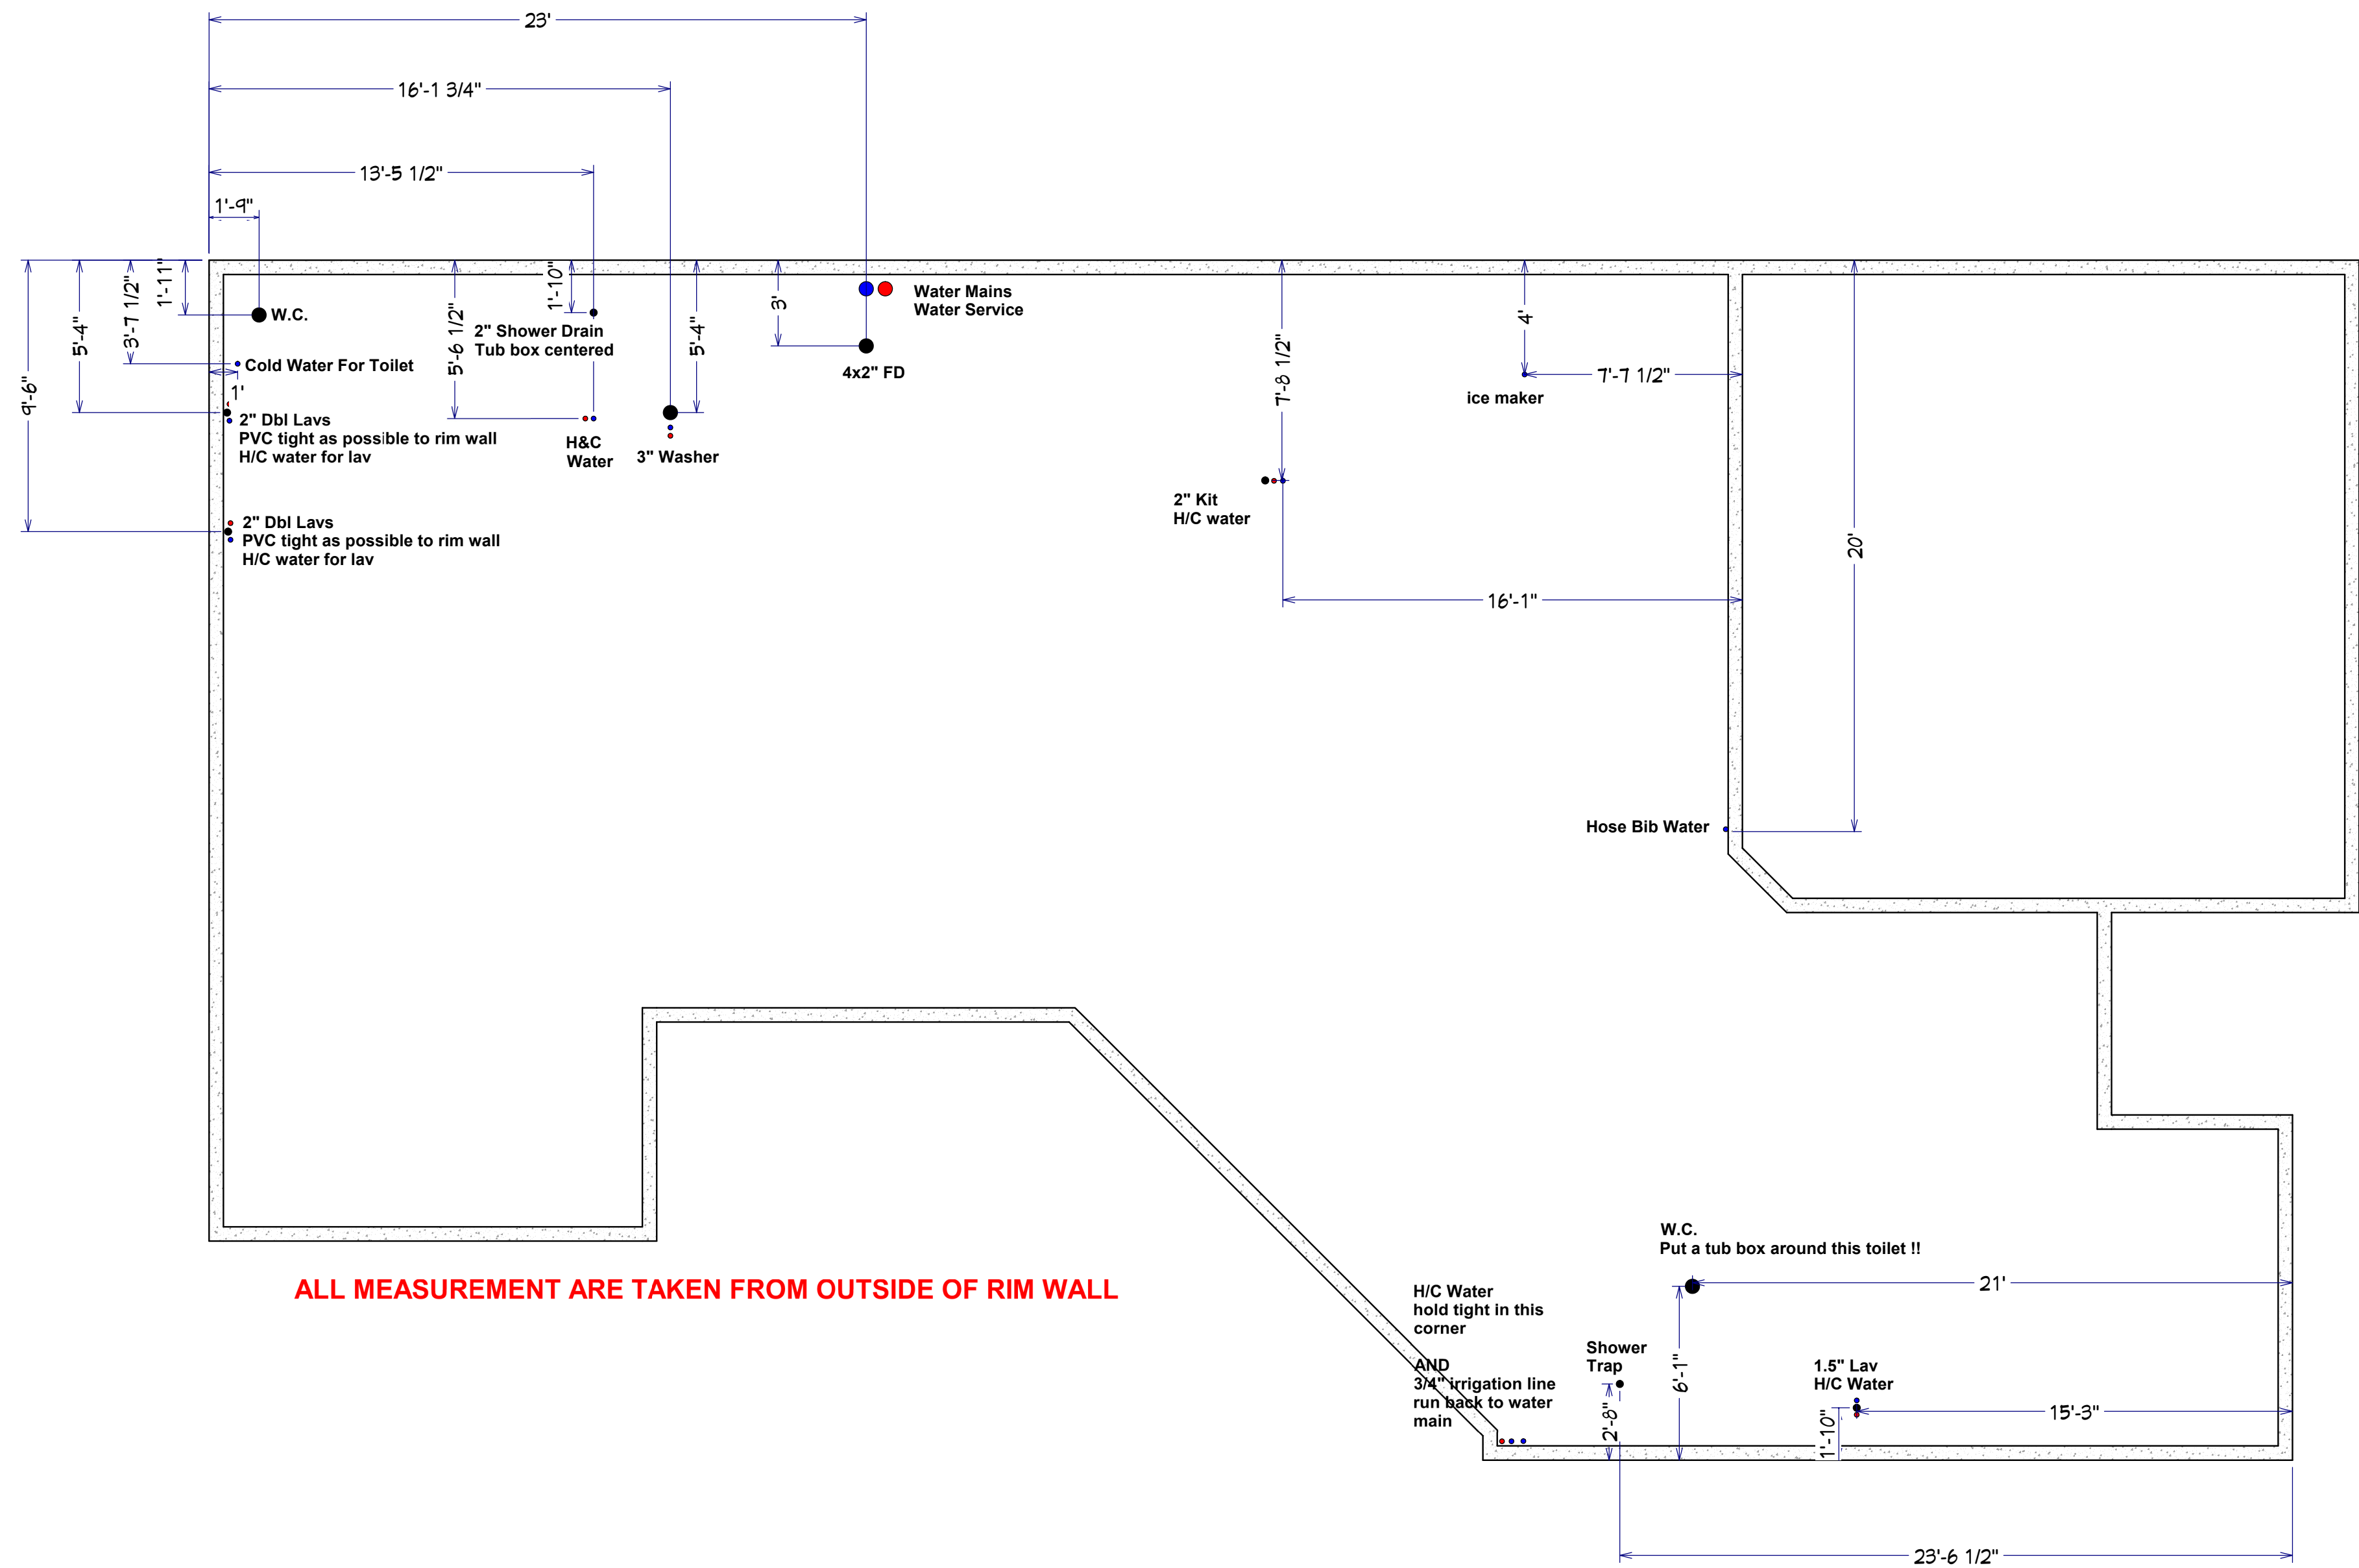 23'
16'-1 3/4"
13'-5 1/2"
1'-9"
1'-11"
3'-7 1/2"
5'-4"
9'-6"
W.C.
Cold Water For Toilet
1'
2" Dbl Lavs
PVC tight as possible to rim wall
H/C water for lav
2" Dbl Lavs
PVC tight as possible to rim wall
H/C water for lav
5'-6 1/2"
1'-10"
2" Shower Drain
Tub box centered
H&C
Water
5'-4"
3" Washer
3'
Water Mains
Water Service
4x2" FD
7'-8 1/2"
2" Kit
H/C water
4'
7'-7 1/2"
ice maker
16'-1"
20'
Hose Bib Water
ALL MEASUREMENT ARE TAKEN FROM OUTSIDE OF RIM WALL
W.C.
Put a tub box around this toilet !!
21'
H/C Water
hold tight in this
corner
AND
3/4" irrigation line
run back to water
main
Shower
Trap
2'-8"
6'-1"
1.5" Lav
H/C Water
1'-10"
15'-3"
23'-6 1/2"